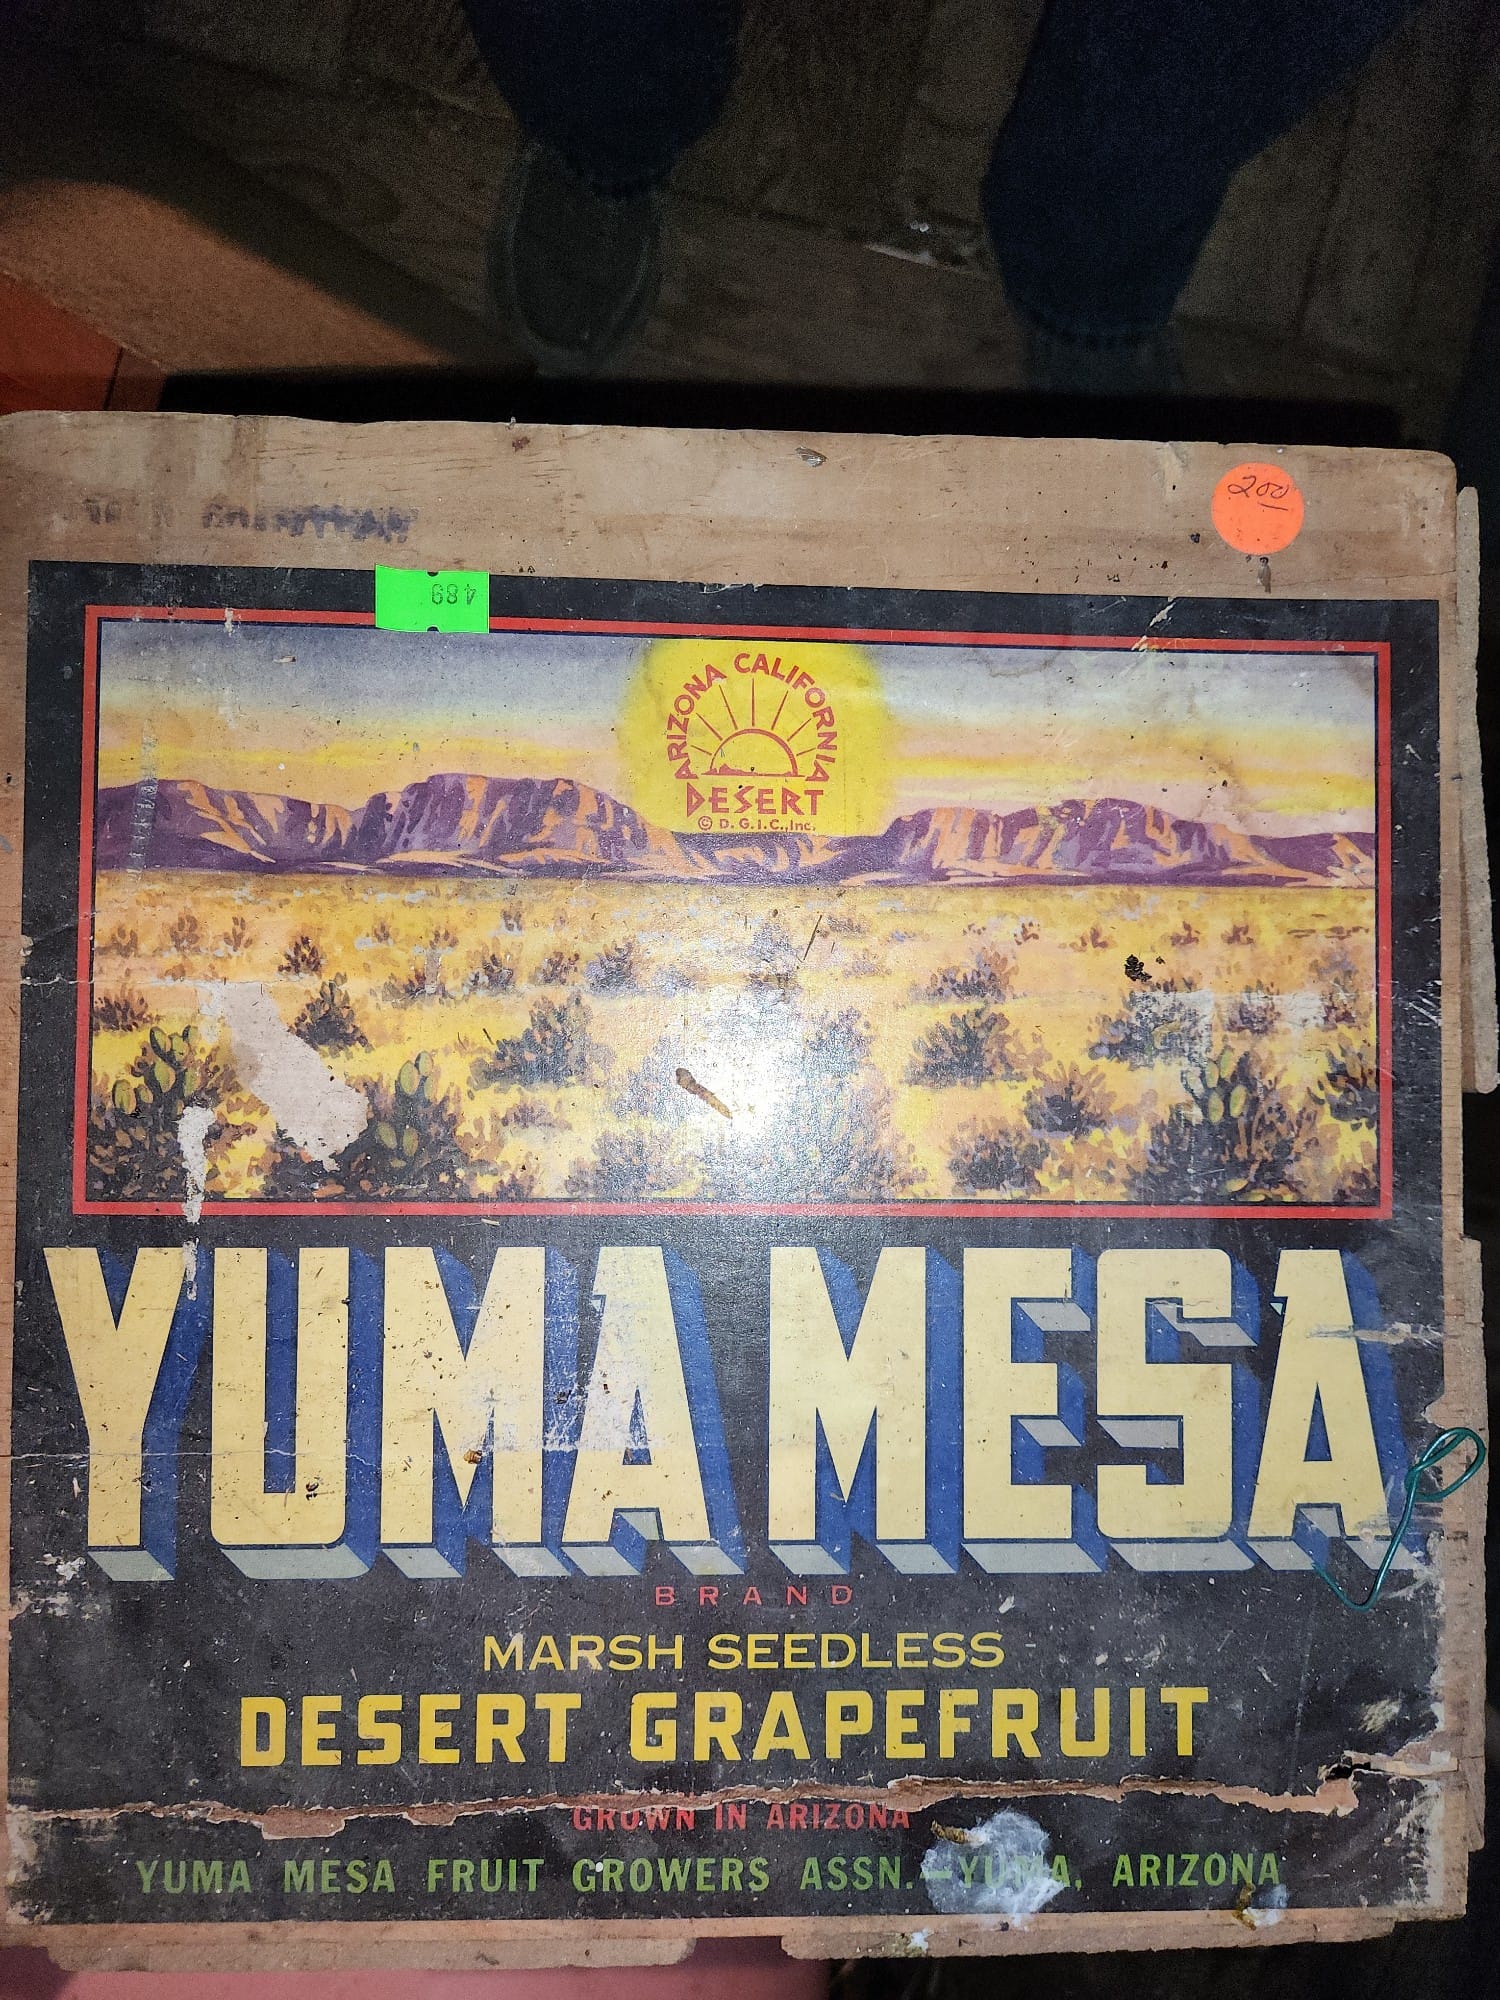 200
489
ARIZONA CALIFORNIA
DESERT
© D.G.I.C., Inc.
YUMA MESA
BRAND
MARSH SEEDLESS
DESERT GRAPEFRUIT
GROWN IN ARIZONA
YUMA MESA FRUIT GROWERS ASSN.—YUMA, ARIZONA